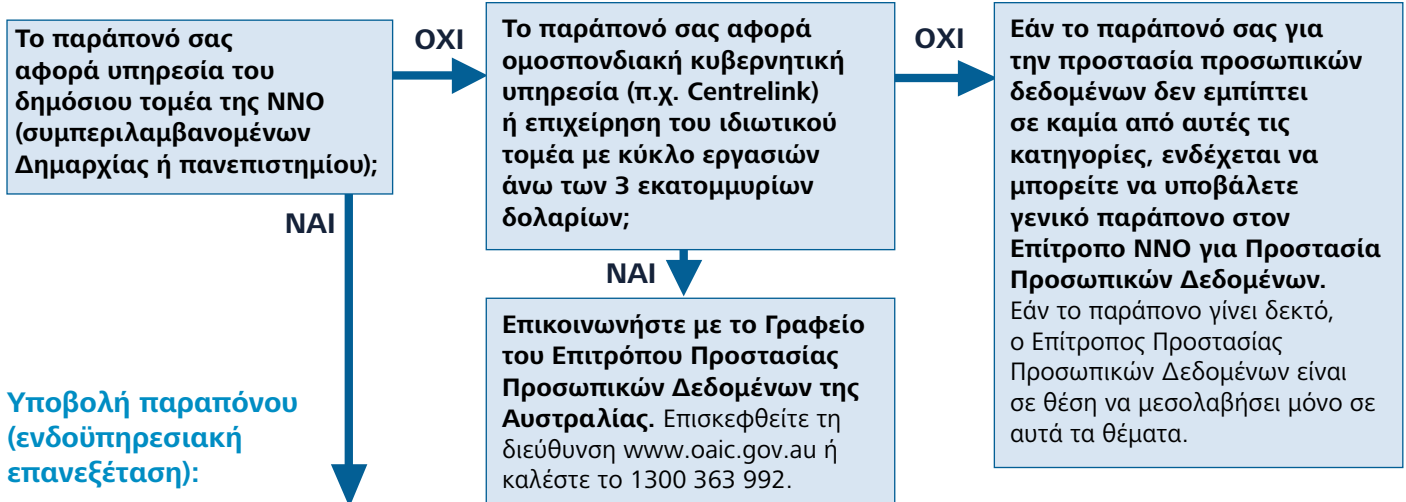 Το παράπονό σας
αφορά υπηρεσία του
δημόσιου τομέα της ΝΝΟ
(συμπεριλαμβανομένων
Δημαρχίας ή πανεπιστημίου);
ΟΧΙ
Το παράπονό σας αφορά
ομοσπονδιακή κυβερνητική
υπηρεσία (π.χ. Centrelink)
ή επιχείρηση του ιδιωτικού
τομέα με κύκλο εργασιών
άνω των 3 εκατομμυρίων
δολαρίων;
ΟΧΙ
Εάν το παράπονό σας για
την προστασία προσωπικών
δεδομένων δεν εμπίπτει
σε καμία από αυτές τις
κατηγορίες, ενδέχεται να
μπορείτε να υποβάλετε
γενικό παράπονο στον
Επίτροπο ΝΝΟ για Προστασία
Προσωπικών Δεδομένων.
Εάν το παράπονο γίνει δεκτό,
ο Επίτροπος Προστασίας
Προσωπικών Δεδομένων είναι
σε θέση να μεσολαβήσει μόνο σε
αυτά τα θέματα.
ΝΑΙ
ΝΑΙ
Επικοινωνήστε με το Γραφείο
του Επιτρόπου Προστασίας
Προσωπικών Δεδομένων της
Αυστραλίας. Επισκεφθείτε τη
διεύθυνση www.oaic.gov.au ή
καλέστε το 1300 363 992.
Υποβολή παραπόνου
(ενδοϋπηρεσιακή
επανεξέταση):